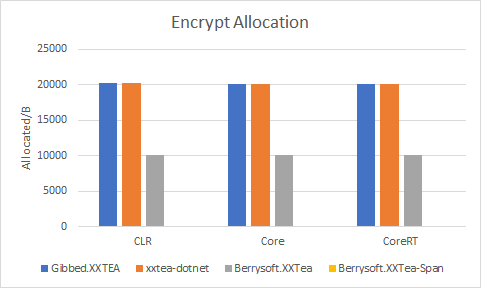 Encrypt Allocation
25000
20000
15000
10000
5000
0
Allocated/B
CLR Core CoreRT
Gibbed.XXTEA xxtea-dotnet Berrysoft.XXTea Berrysoft.XXTea-Span